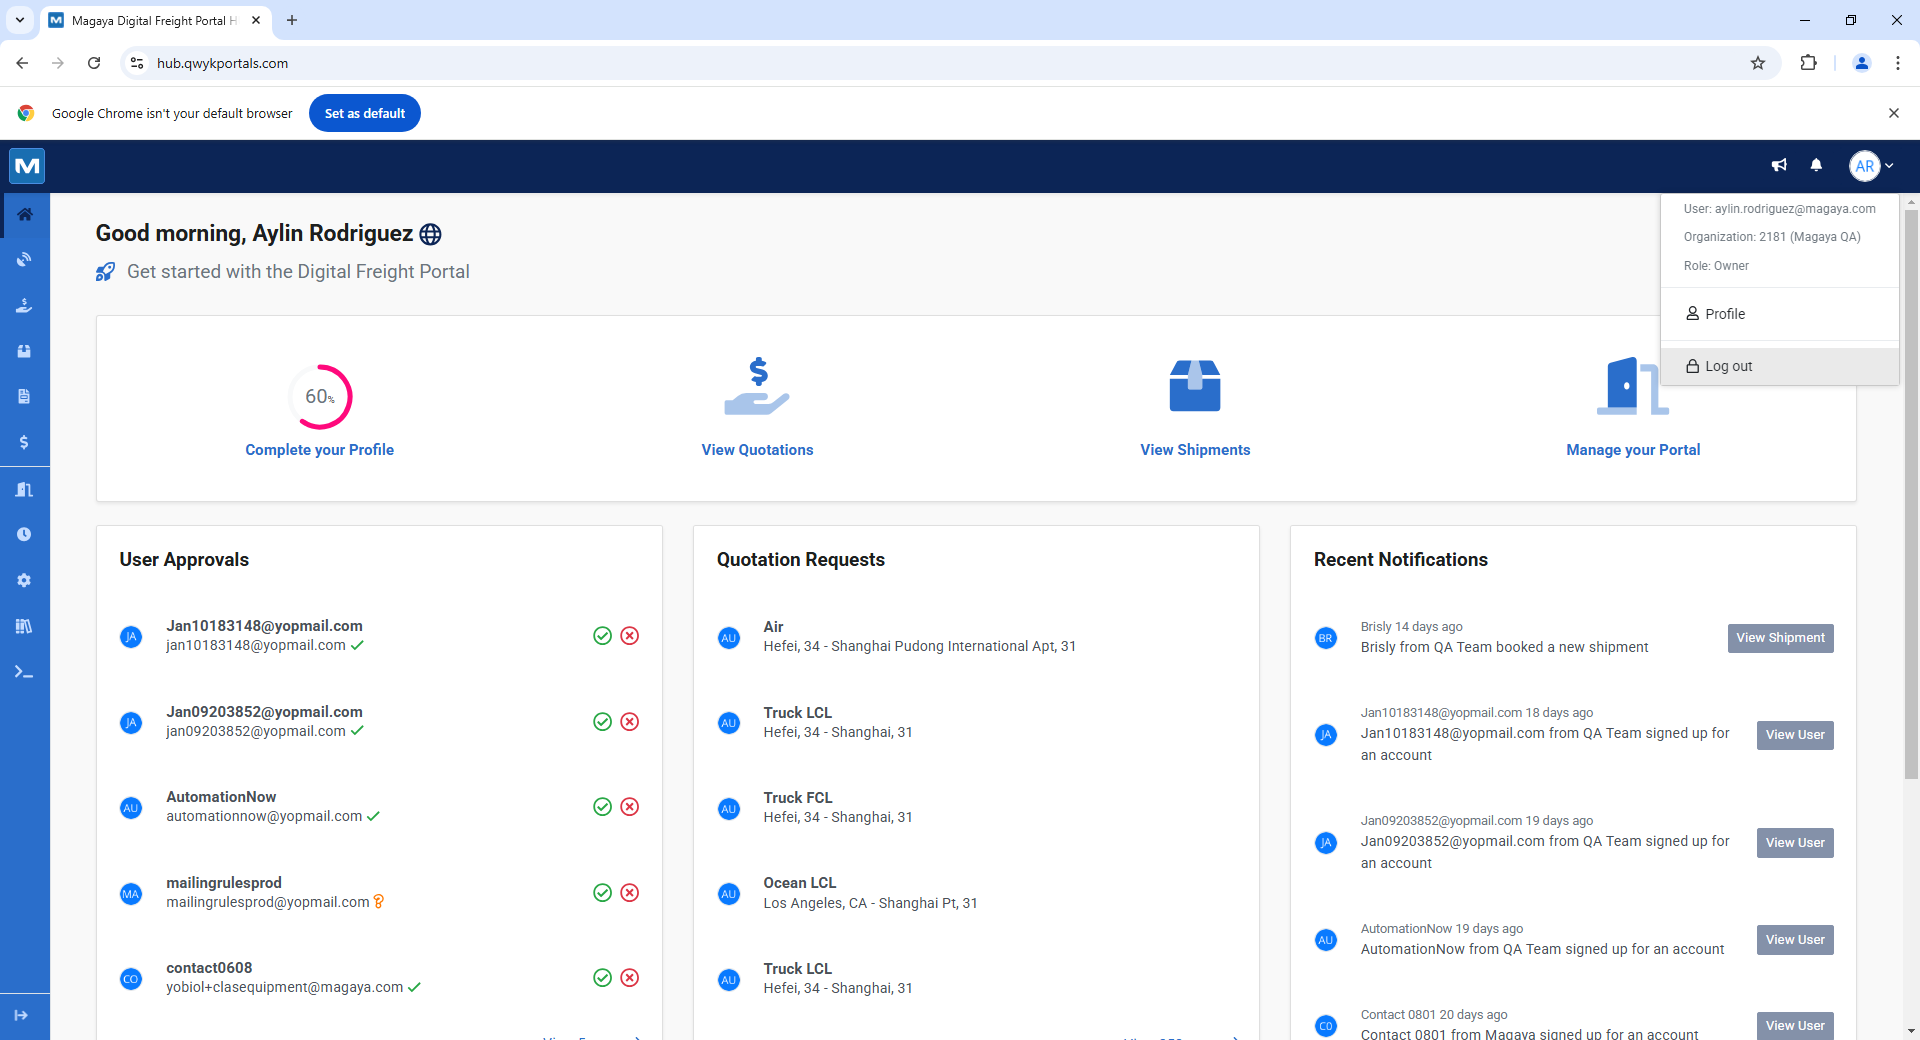 Magaya Digital Freight Portal H
hub.qwykportals.com
Google Chrome isn't your default browser
Set as default
M
AR
User: aylin.rodriguez@magaya.com
Organization: 2181 (Magaya QA)
Role: Owner
Profile
Log out
Good morning, Aylin Rodriguez
Get started with the Digital Freight Portal
60%
Complete your Profile
View Quotations
View Shipments
Manage your Portal
User Approvals
JA
Jan10183148@yopmail.com
jan10183148@yopmail.com
JA
Jan09203852@yopmail.com
jan09203852@yopmail.com
AU
AutomationNow
automationnow@yopmail.com
MA
mailingrulesprod
mailingrulesprod@yopmail.com
CO
contact0608
yobiol+clasequipment@magaya.com
Quotation Requests
AU
Air
Hefei, 34 - Shanghai Pudong International Apt, 31
AU
Truck LCL
Hefei, 34 - Shanghai, 31
AU
Truck FCL
Hefei, 34 - Shanghai, 31
AU
Ocean LCL
Los Angeles, CA - Shanghai Pt, 31
AU
Truck LCL
Hefei, 34 - Shanghai, 31
Recent Notifications
BR
Brisly 14 days ago
Brisly from QA Team booked a new shipment
View Shipment
JA
Jan10183148@yopmail.com 18 days ago
Jan10183148@yopmail.com from QA Team signed up for
an account
View User
JA
Jan09203852@yopmail.com 19 days ago
Jan09203852@yopmail.com from QA Team signed up for
an account
View User
AU
AutomationNow 19 days ago
AutomationNow from QA Team signed up for an account
View User
C0
Contact 0801 20 days ago
Contact 0801 from Magaya signed up for an account
View User